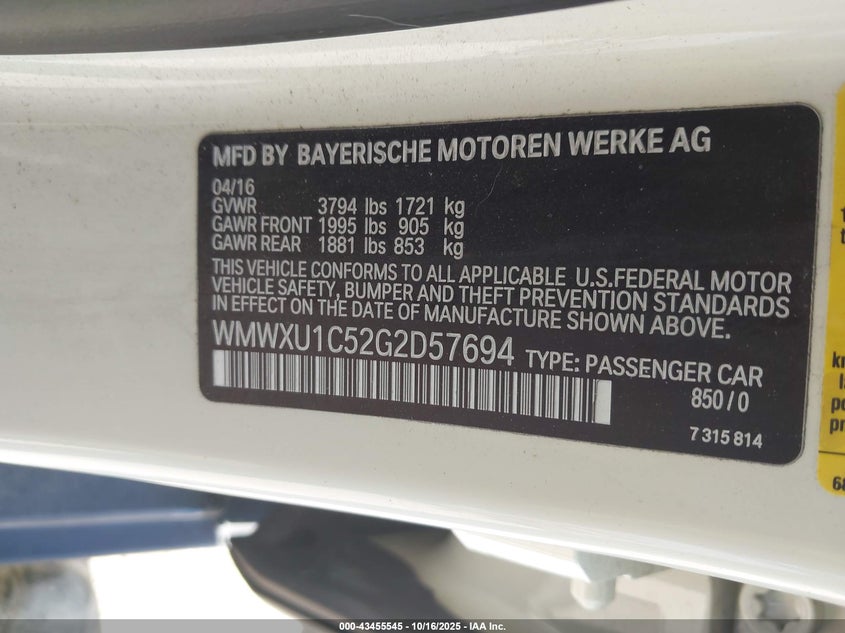 MFD BY BAYERISCHE MOTOREN WERKE AG
04/16
GVWR 3794 lbs 1721 kg
GAWR FRONT 1995 lbs 905 kg
GAWR REAR 1881 lbs 853 kg
THIS VEHICLE CONFORMS TO ALL APPLICABLE U.S.FEDERAL MOTOR
VEHICLE SAFETY, BUMPER AND THEFT PREVENTION STANDARDS
IN EFFECT ON THE DATE OF MANUFACTURE SHOWN ABOVE.
WMWXU1C52G2D57694 TYPE: PASSENGER CAR
850/0
7 315 814
000-43455545 - 10/16/2025 - IAA Inc.